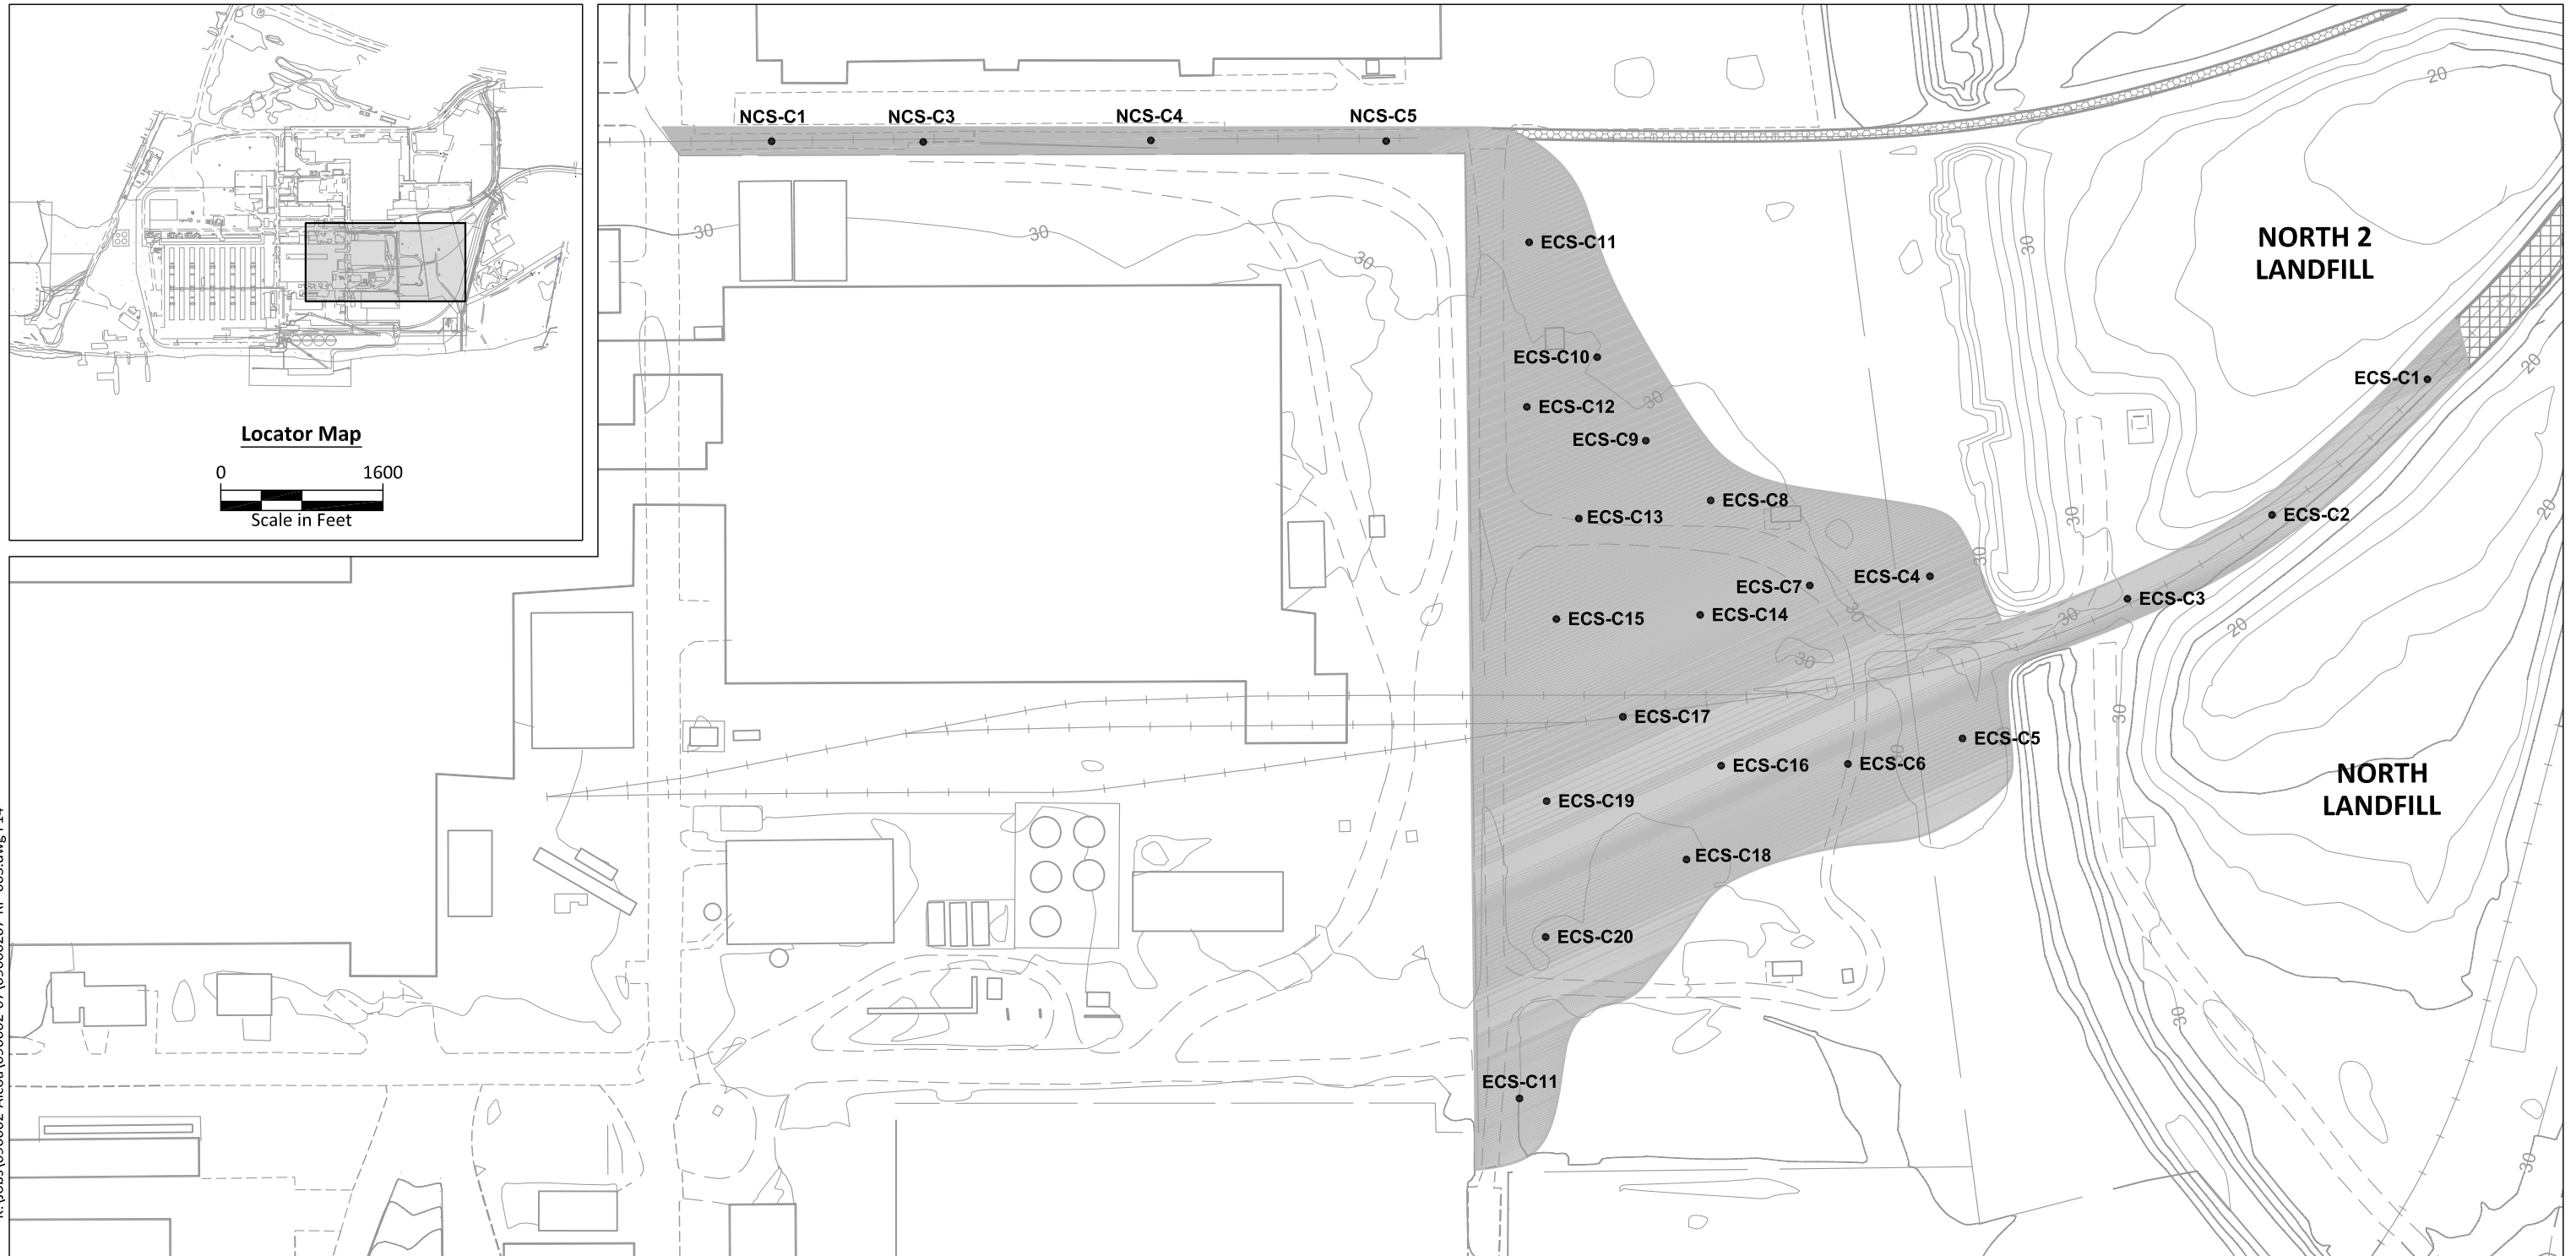 Locator Map
0 1600
Scale in Feet
NCS-C1 NCS-C3 NCS-C4 NCS-C5
20
30 30 30
30
ECS-C11
NORTH 2
LANDFILL
ECS-C10
20
ECS-C1
30
ECS-C12
ECS-C9
ECS-C8
ECS-C13
30
ECS-C2
20
30
ECS-C4
ECS-C7
ECS-C3
30
ECS-C14
ECS-C15
30
20
30
ECS-C17
30
ECS-C5
ECS-C16
ECS-C6
NORTH
LANDFILL
ECS-C19
ECS-C18
ECS-C20
30
ECS-C11
30